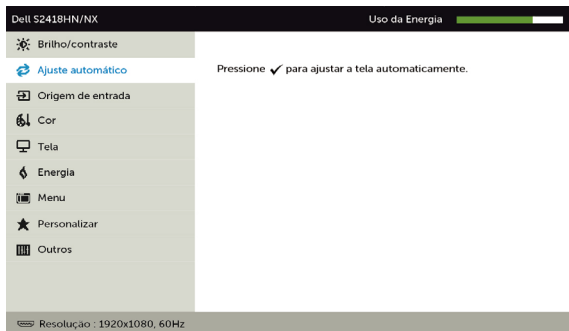 Dell S2418HN/NX
Uso da Energia
Brilho/contraste
Ajuste automático
Pressione ✓ para ajustar a tela automaticamente.
Origem de entrada
Cor
Tela
Energia
Menu
Personalizar
Outros
Resolução : 1920x1080, 60Hz